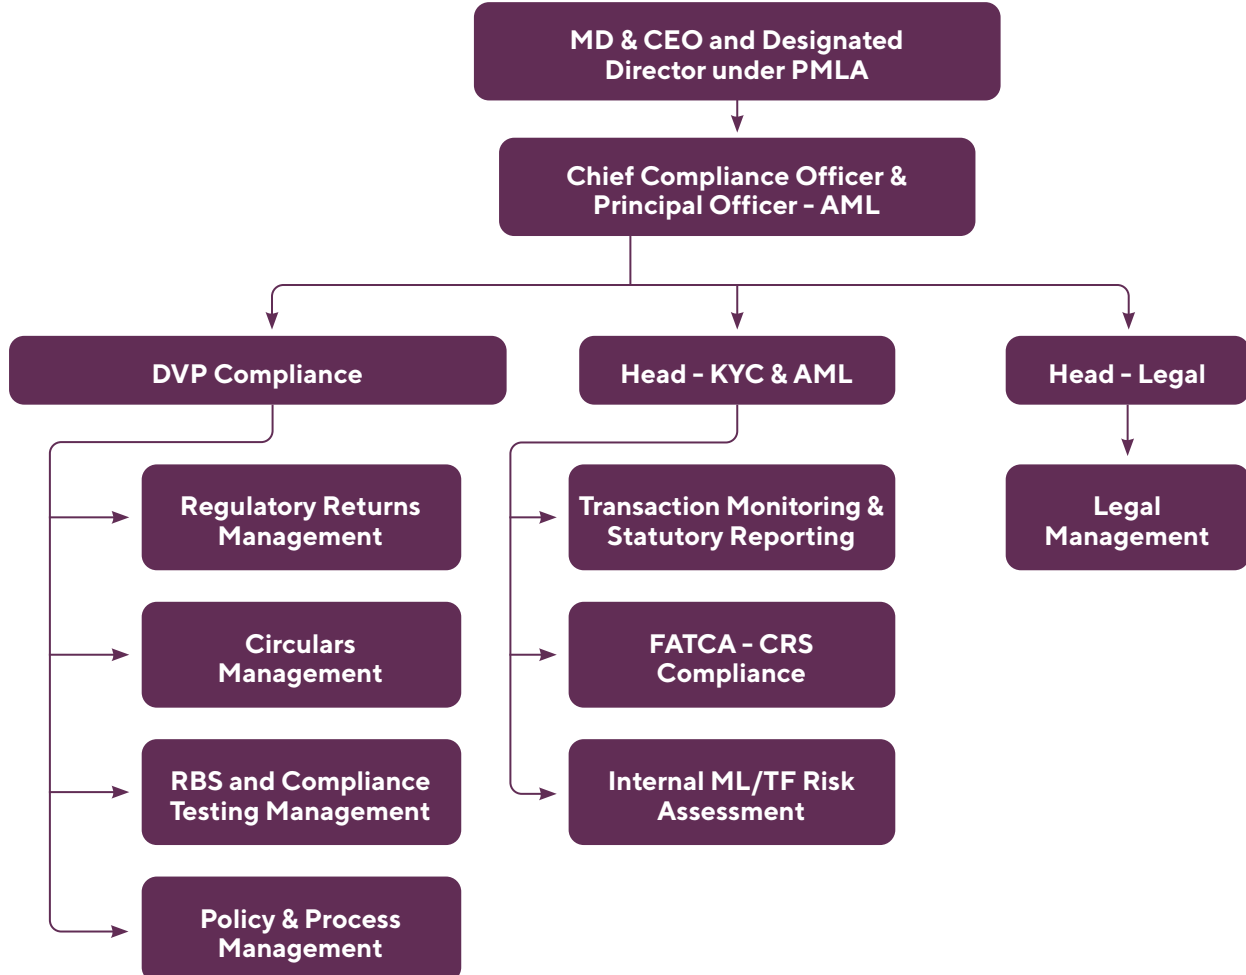 MD & CEO and Designated
Director under PMLA
Chief Compliance Officer &
Principal Officer - AML
DVP Compliance
Head - KYC & AML
Head - Legal
Regulatory Returns
Management
Transaction Monitoring &
Statutory Reporting
Legal
Management
Circulars
Management
FATCA - CRS
Compliance
RBS and Compliance
Testing Management
Internal ML/TF Risk
Assessment
Policy & Process
Management